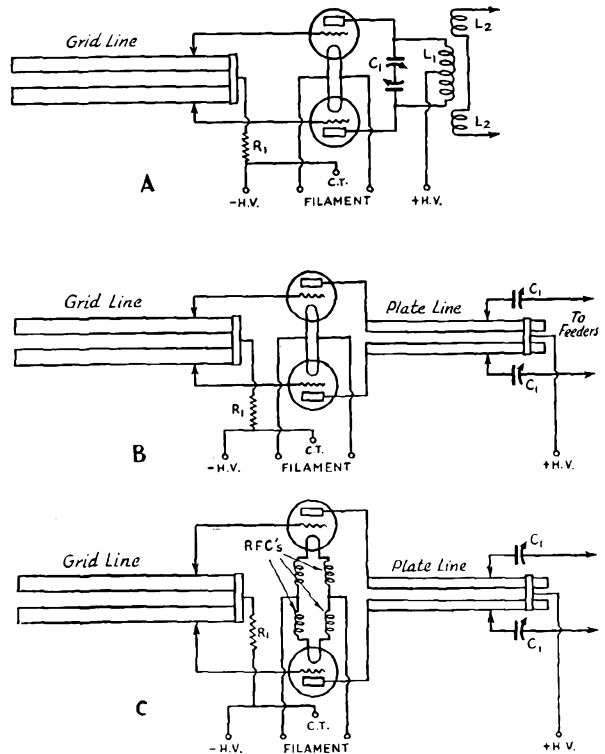 Grid Line
C1
L1
L2
L2
R1
A
C.T.
-H.V. FILAMENT +H.V.
Grid Line
Plate Line
C1
To
Feeders
C1
R1
B
C.T.
-H.V. FILAMENT
+H.V.
RFC's
Grid Line
Plate Line
C1
R1
C1
C
C.T.
-H.V. FILAMENT
+H.V.